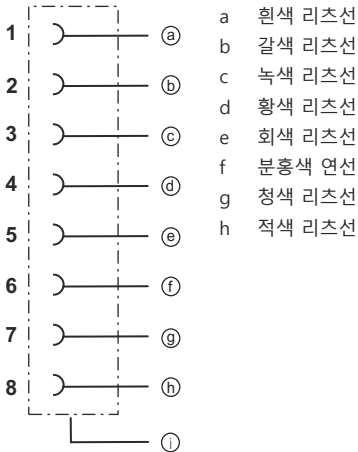 1 ⓐ
2 ⓑ
3 ⓒ
4 ⓓ
5 ⓔ
6 ⓕ
7 ⓖ
8 ⓗ
ⓘ
a 흰색 리츠선
b 갈색 리츠선
c 녹색 리츠선
d 황색 리츠선
e 회색 리츠선
f 분홍색 연선
g 청색 리츠선
h 적색 리츠선